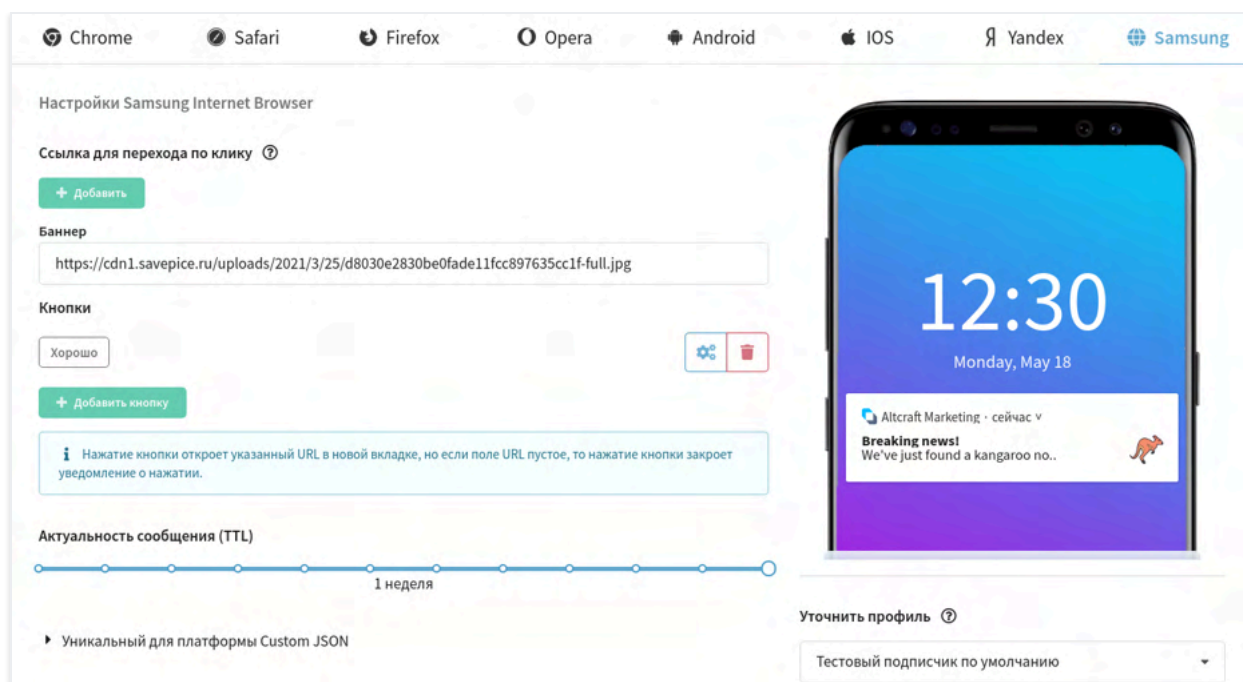 Chrome
Safari
Firefox
Opera
Android
IOS
Yandex
Samsung
Настройки Samsung Internet Browser
Ссылка для перехода по клику
+ Добавить
Баннер
https://cdn1.savepice.ru/uploads/2021/3/25/d8030e2830be0fade11fcc897635cc1f-full.jpg
Кнопки
Хорошо
+ Добавить кнопку
Нажатие кнопки откроет указанный URL в новой вкладке, но если поле URL пустое, то нажатие кнопки закроет
уведомление о нажатии.
Актуальность сообщения (TTL)
1 неделя
Уникальный для платформы Custom JSON
12:30
Monday, May 18
Altcraft Marketing · сейчас ˅
Breaking news!
We've just found a kangaroo no..
Уточнить профиль
Тестовый подписчик по умолчанию